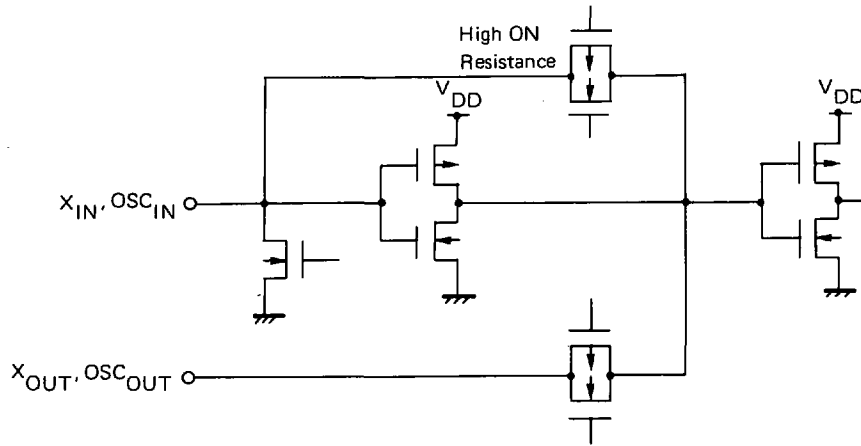 High ON
Resistance
VDD
VDD
XIN, OSCIN
XOUT, OSCOUT